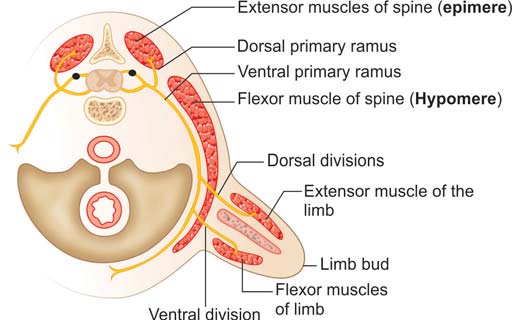 Extensor muscles of spine (epimere)
Dorsal primary ramus
Ventral primary ramus
Flexor muscle of spine (Hypomere)
Dorsal divisions
Extensor muscle of the
limb
Limb bud
Flexor muscles
of limb
Ventral division